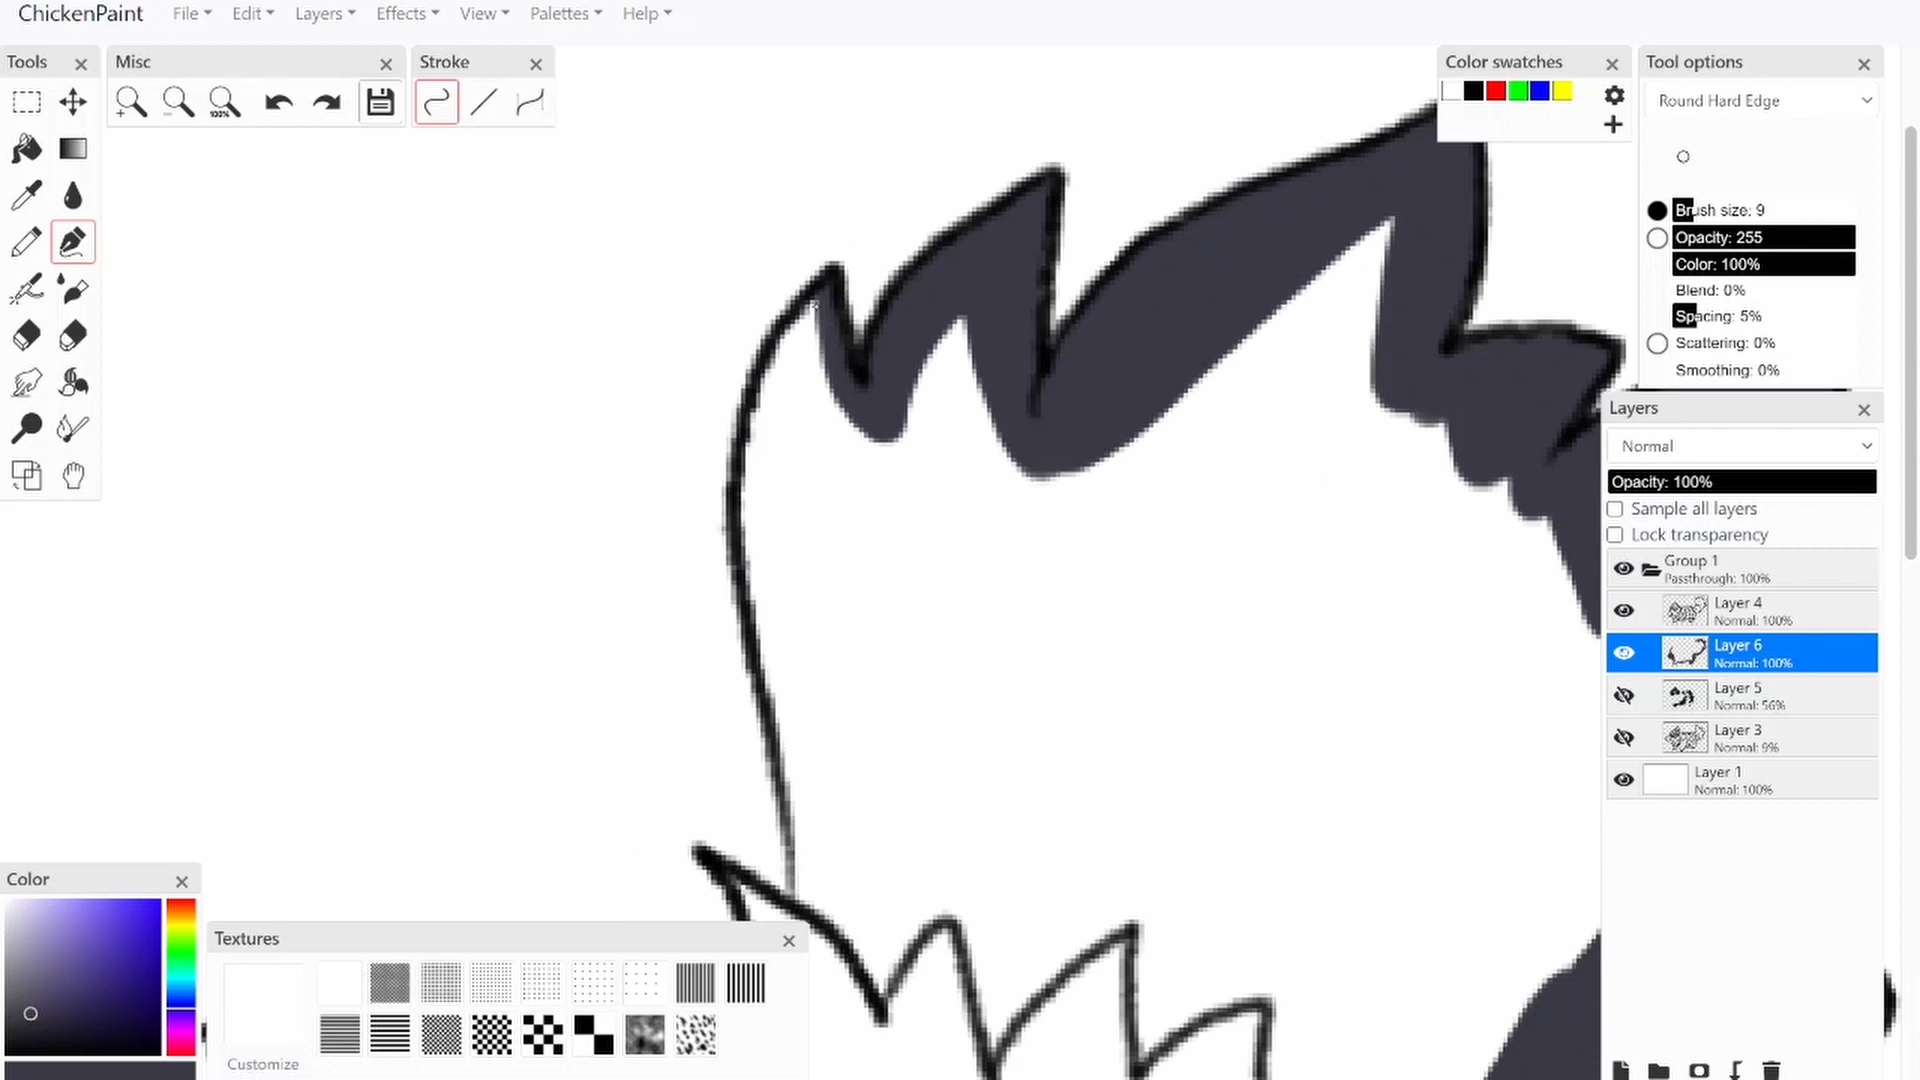 ChickenPaint File Edit Layers Effects View Palettes Help
Tools
Misc
Stroke
Color swatches
Tool options
100%
Round Hard Edge
Brush size: 9
Opacity: 255
Color: 100%
Blend: 0%
Spacing: 5%
Scattering: 0%
Smoothing: 0%
Layers
Normal
Opacity: 100%
Sample all layers
Lock transparency
Group 1
Passthrough: 100%
Layer 4
Normal: 100%
Layer 6
Normal: 100%
Layer 5
Normal: 56%
Layer 3
Normal: 9%
Layer 1
Normal: 100%
Color
Textures
Customize